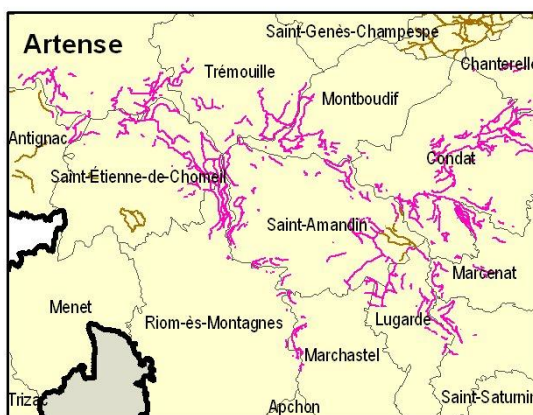 Artense
Saint-Genès-Champespe
Trémouille
Chanterelle
Montboudif
Antignac
Condat
Saint-Étienne-de-Chomeil
Saint-Amandin
Marcenat
Menet
Riom-ès-Montagnes
Lugarde
Marchastel
Trizac
Apchon
Saint-Saturnin